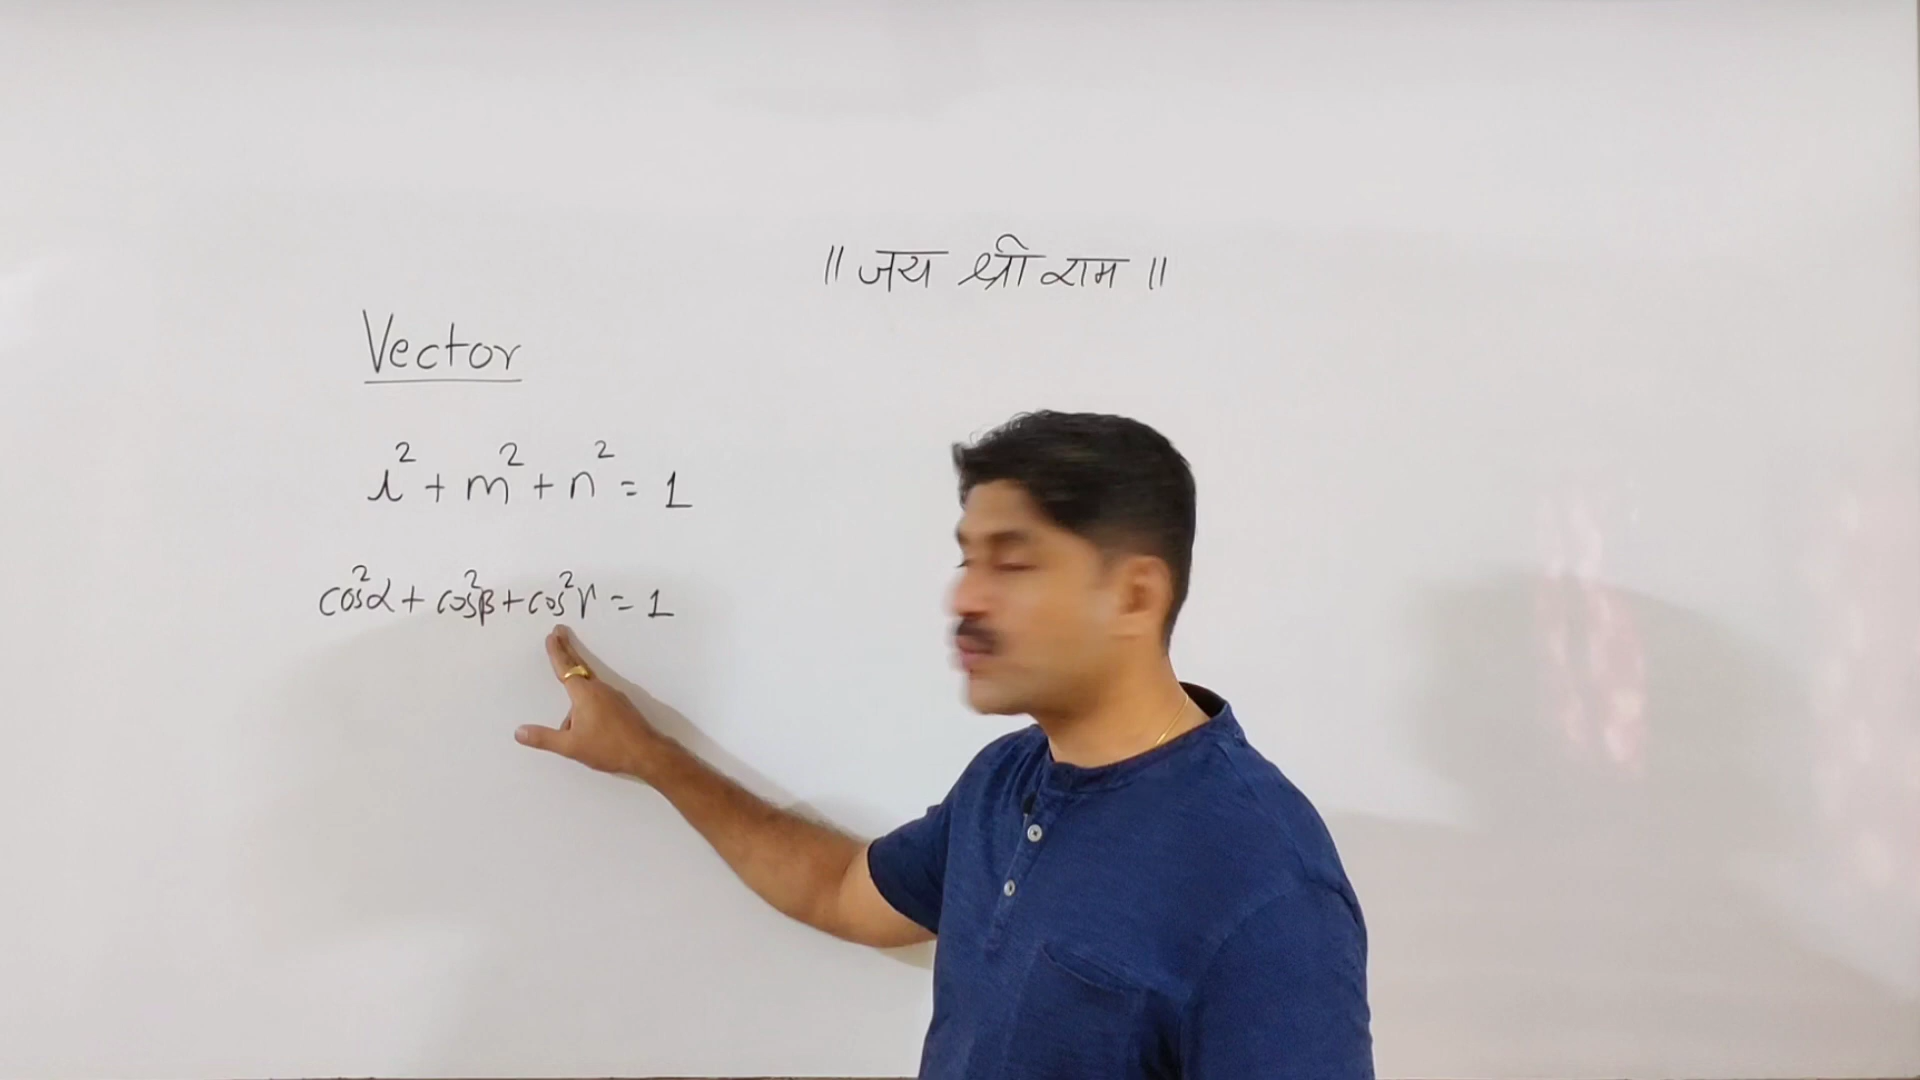 ॥ जय श्री राम ॥
Vector
l² + m² + n² = 1
cos²α + cos²β + cos²γ = 1